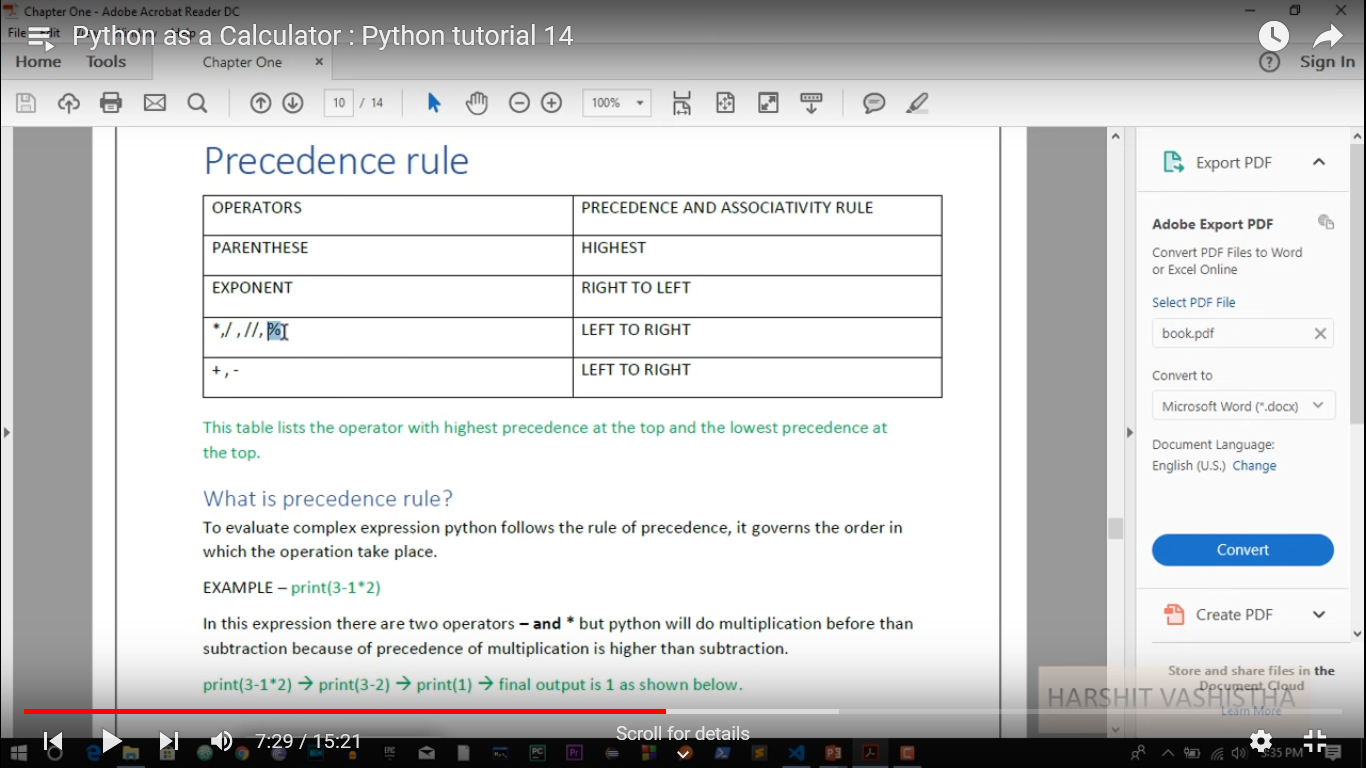 Chapter One - Adobe Acrobat Reader DC
File Edit Help
Python as a Calculator : Python tutorial 14
Home Tools Chapter One × Sign In
10 / 14 100%
Precedence rule
OPERATORS PRECEDENCE AND ASSOCIATIVITY RULE
PARENTHESE HIGHEST
EXPONENT RIGHT TO LEFT
*,/ , //, % LEFT TO RIGHT
+ , - LEFT TO RIGHT
This table lists the operator with highest precedence at the top and the lowest precedence at
the top.
What is precedence rule?
To evaluate complex expression python follows the rule of precedence, it governs the order in
which the operation take place.
EXAMPLE – print(3-1*2)
In this expression there are two operators – and * but python will do multiplication before than
subtraction because of precedence of multiplication is higher than subtraction.
print(3-1*2) → print(3-2) → print(1) → final output is 1 as shown below.
Export PDF
Adobe Export PDF
Convert PDF Files to Word
or Excel Online
Select PDF File
book.pdf
Convert to
Microsoft Word (*.docx)
Document Language:
English (U.S.) Change
Convert
Create PDF
Store and share files in the
Document Cloud
Learn More
HARSHIT VASHISTHA
7:29 / 15:21
Scroll for details
:35 PM